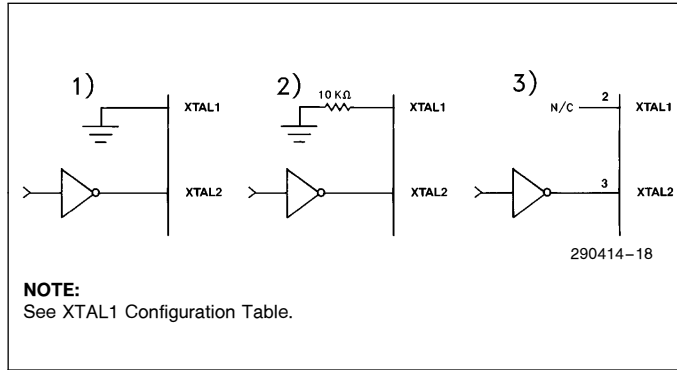 1) XTAL1 XTAL2
2) 10 KΩ XTAL1 XTAL2
3) N/C 2 XTAL1 3 XTAL2
290414–18
NOTE:
See XTAL1 Configuration Table.